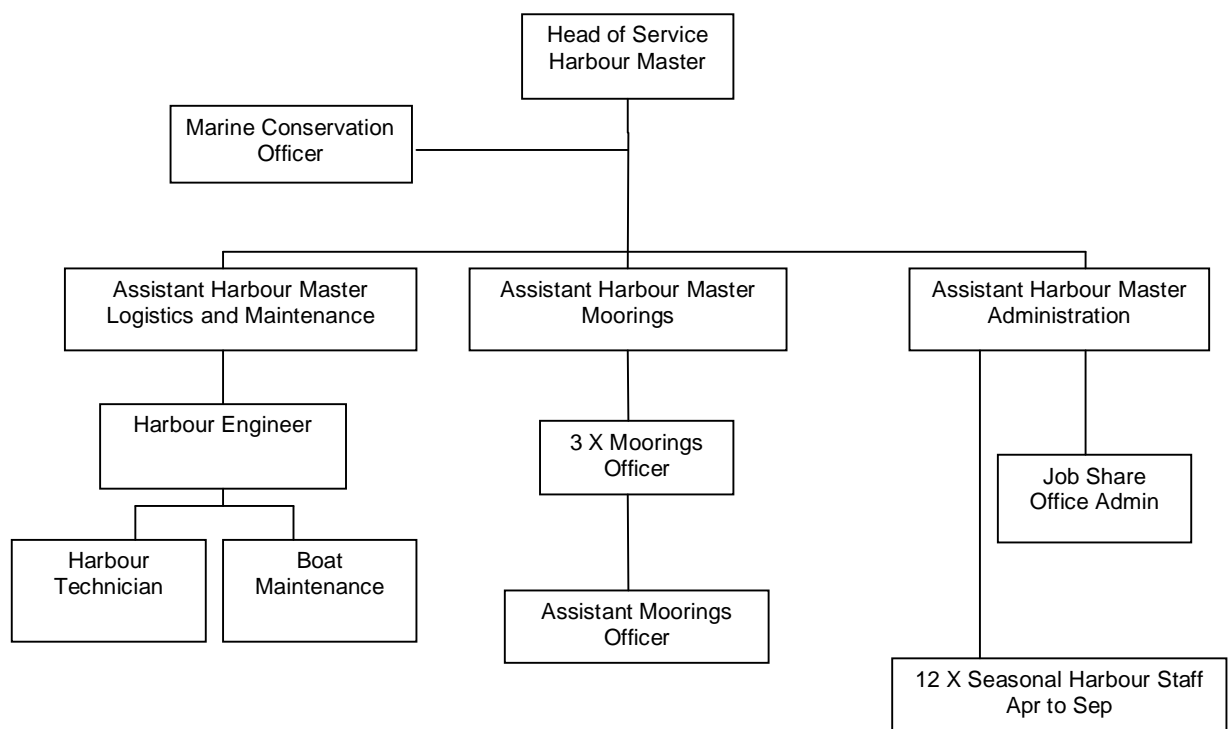 Head of Service
Harbour Master
Marine Conservation
Officer
Assistant Harbour Master
Logistics and Maintenance
Assistant Harbour Master
Moorings
Assistant Harbour Master
Administration
Harbour Engineer
3 X Moorings
Officer
Job Share
Office Admin
Harbour
Technician
Boat
Maintenance
Assistant Moorings
Officer
12 X Seasonal Harbour Staff
Apr to Sep